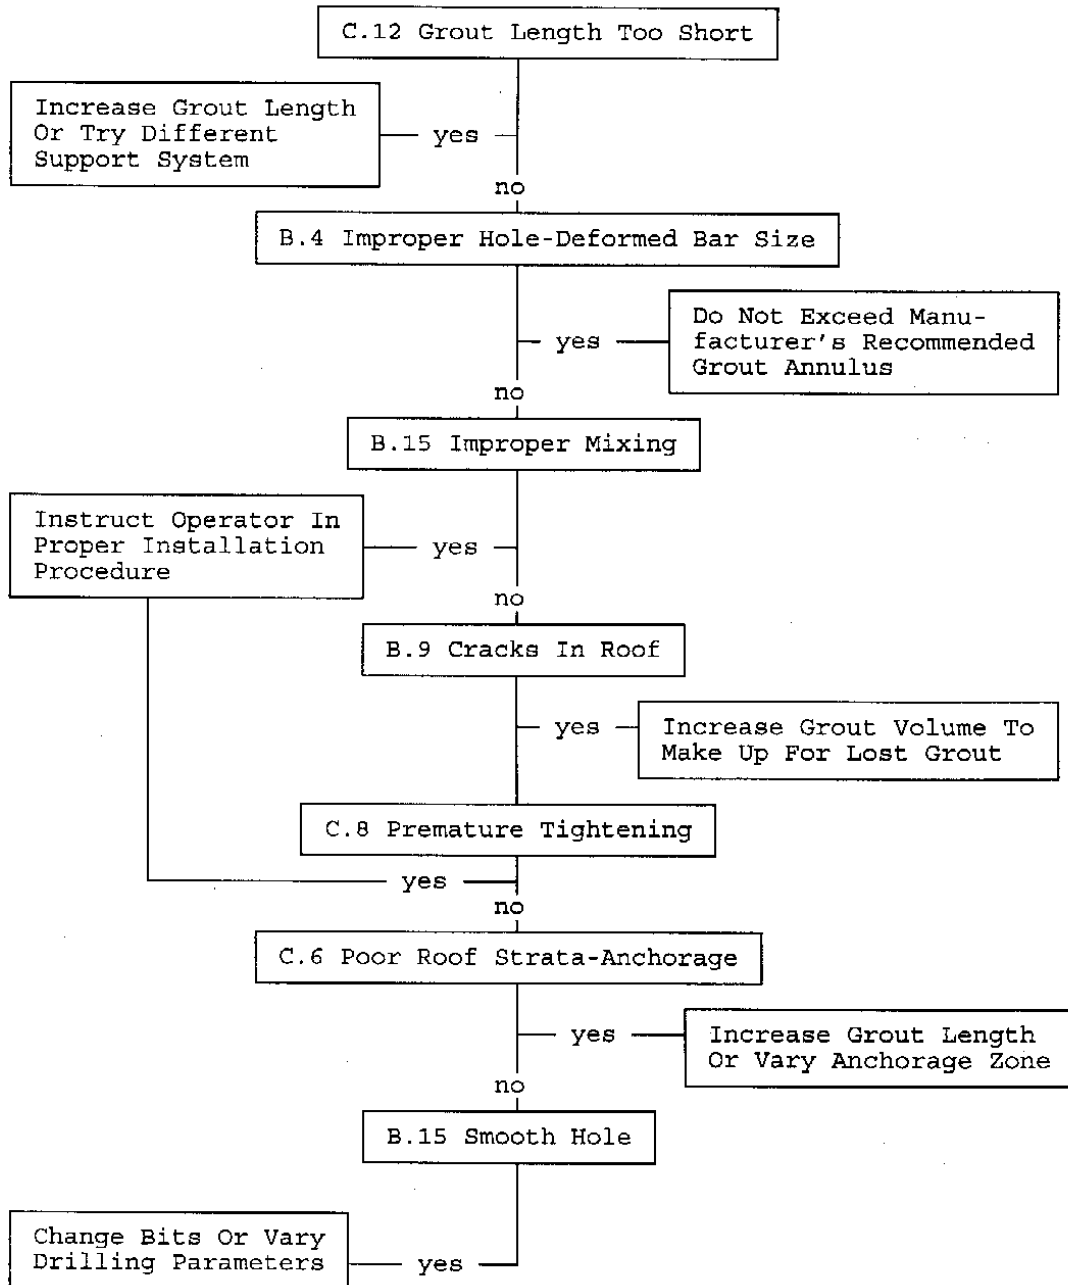 C.12 Grout Length Too Short
Increase Grout Length
Or Try Different
Support System
yes
no
B.4 Improper Hole-Deformed Bar Size
Do Not Exceed Manu-
facturer's Recommended
Grout Annulus
yes
no
B.15 Improper Mixing
Instruct Operator In
Proper Installation
Procedure
yes
no
B.9 Cracks In Roof
yes
Increase Grout Volume To
Make Up For Lost Grout
C.8 Premature Tightening
yes
no
C.6 Poor Roof Strata-Anchorage
yes
Increase Grout Length
Or Vary Anchorage Zone
no
B.15 Smooth Hole
Change Bits Or Vary
Drilling Parameters
yes